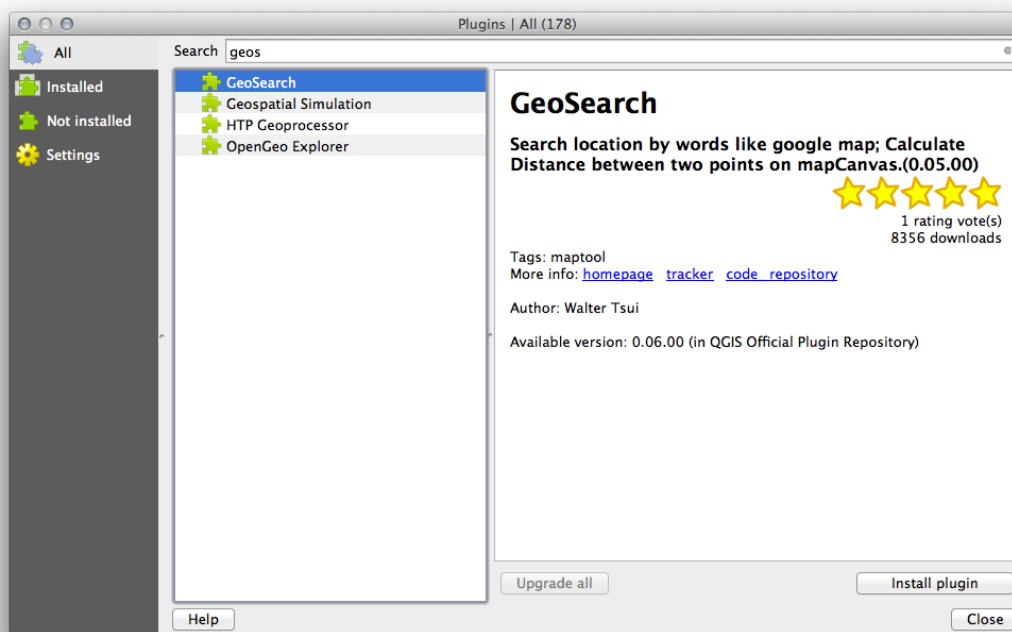 Plugins | All (178)
All
Installed
Not installed
Settings
Search geos
GeoSearch
Geospatial Simulation
HTP Geoprocessor
OpenGeo Explorer
GeoSearch
Search location by words like google map; Calculate
Distance between two points on mapCanvas.(0.05.00)
1 rating vote(s)
8356 downloads
Tags: maptool
More info: homepage tracker code_repository
Author: Walter Tsui
Available version: 0.06.00 (in QGIS Official Plugin Repository)
Upgrade all
Install plugin
Help
Close